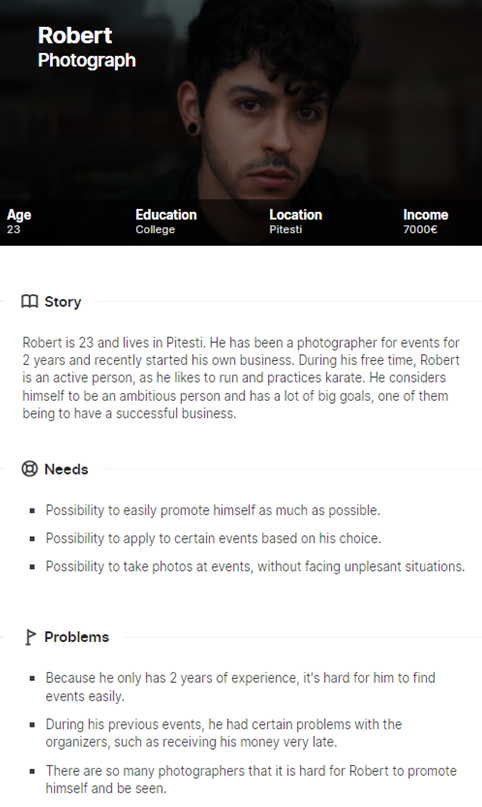 Robert
Photograph
Age Education Location Income
23 College Pitesti 7000€
Story
Robert is 23 and lives in Pitesti. He has been a photographer for events for
2 years and recently started his own business. During his free time, Robert
is an active person, as he likes to run and practices karate. He considers
himself to be an ambitious person and has a lot of big goals, one of them
being to have a successful business.
Needs
▪ Possibility to easily promote himself as much as possible.
▪ Possibility to apply to certain events based on his choice.
▪ Possibility to take photos at events, without facing unplesant situations.
Problems
▪ Because he only has 2 years of experience, it's hard for him to find
events easily.
▪ During his previous events, he had certain problems with the
organizers, such as receiving his money very late.
▪ There are so many photographers that it is hard for Robert to promote
himself and be seen.